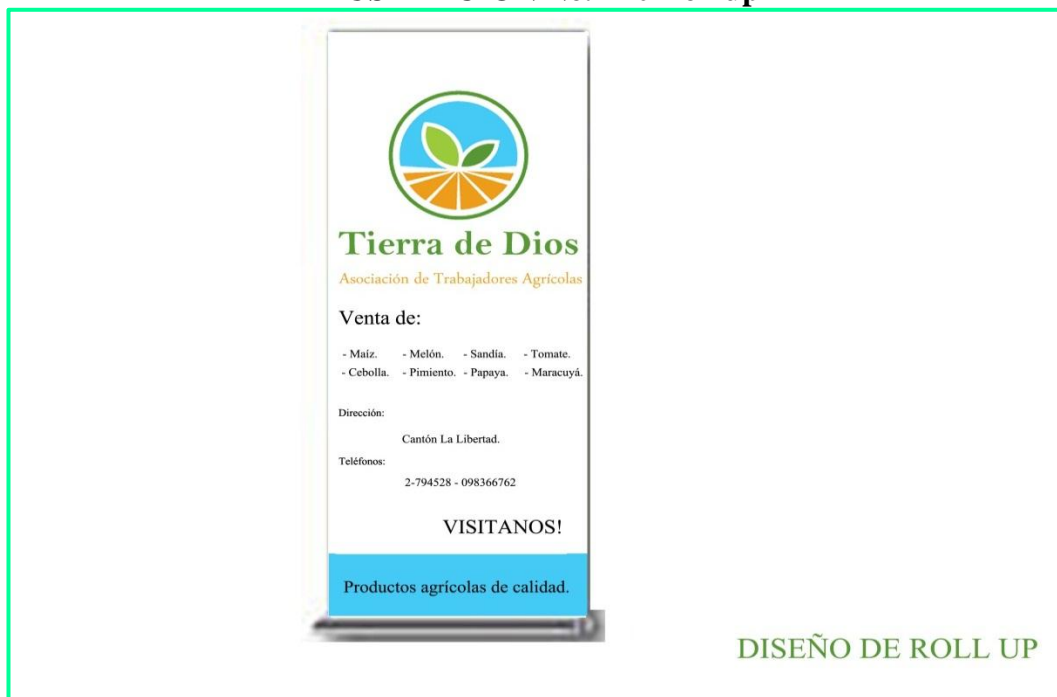 Tierra de Dios
Asociación de Trabajadores Agrícolas
Venta de:
- Maíz. - Melón. - Sandía. - Tomate.
- Cebolla. - Pimiento. - Papaya. - Maracuyá.
Dirección:
Cantón La Libertad.
Teléfonos:
2-794528 - 098366762
VISITANOS!
Productos agrícolas de calidad.
DISEÑO DE ROLL UP